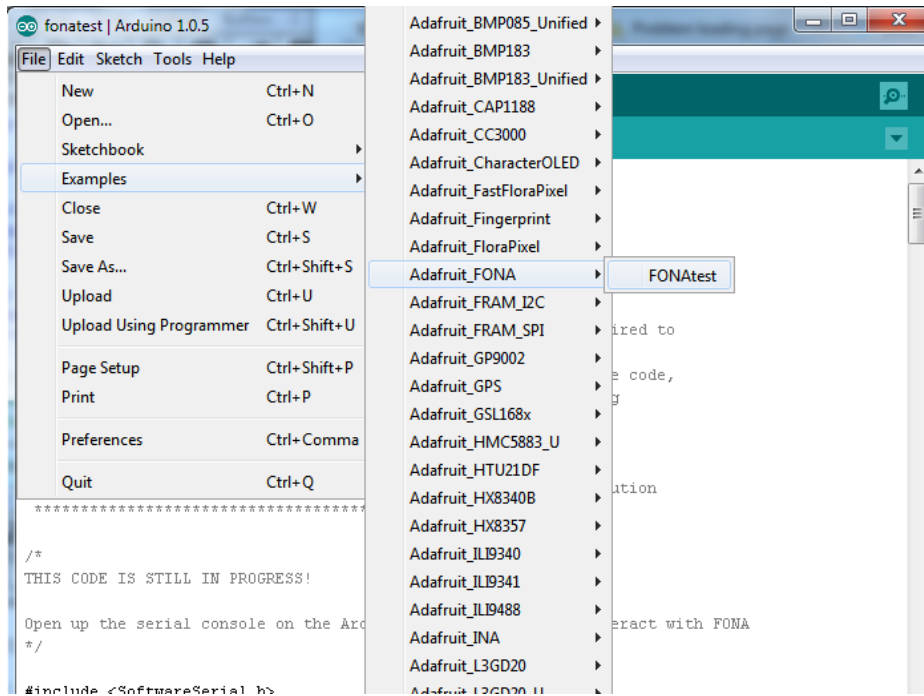 fonatest | Arduino 1.0.5
File Edit Sketch Tools Help
New Ctrl+N
Open... Ctrl+O
Sketchbook
Examples
Close Ctrl+W
Save Ctrl+S
Save As... Ctrl+Shift+S
Upload Ctrl+U
Upload Using Programmer Ctrl+Shift+U
Page Setup Ctrl+Shift+P
Print Ctrl+P
Preferences Ctrl+Comma
Quit Ctrl+Q
Adafruit_BMP085_Unified
Adafruit_BMP183
Adafruit_BMP183_Unified
Adafruit_CAP1188
Adafruit_CC3000
Adafruit_CharacterOLED
Adafruit_FastFloraPixel
Adafruit_Fingerprint
Adafruit_FloraPixel
Adafruit_FONA
Adafruit_FRAM_I2C
Adafruit_FRAM_SPI
Adafruit_GP9002
Adafruit_GPS
Adafruit_GSL168x
Adafruit_HMC5883_U
Adafruit_HTU21DF
Adafruit_HX8340B
Adafruit_HX8357
Adafruit_ILI9340
Adafruit_ILI9341
Adafruit_ILI9488
Adafruit_INA
Adafruit_L3GD20
Adafruit_L3GD20_U
FONAtest
ired to
e code,
g
ution
************************************
/*
THIS CODE IS STILL IN PROGRESS!
Open up the serial console on the Ard
eract with FONA
*/
#include <SoftwareSerial.h>